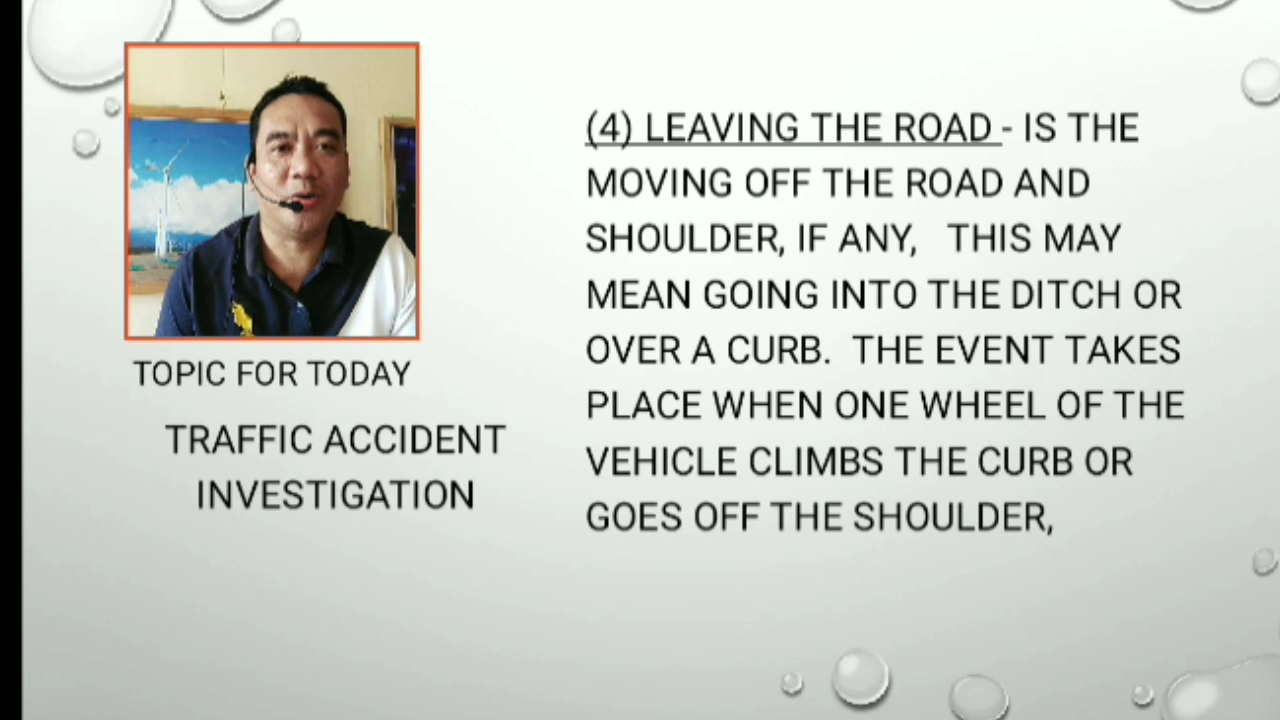 TOPIC FOR TODAY
TRAFFIC ACCIDENT
INVESTIGATION
(4) LEAVING THE ROAD - IS THE
MOVING OFF THE ROAD AND
SHOULDER, IF ANY, THIS MAY
MEAN GOING INTO THE DITCH OR
OVER A CURB. THE EVENT TAKES
PLACE WHEN ONE WHEEL OF THE
VEHICLE CLIMBS THE CURB OR
GOES OFF THE SHOULDER,